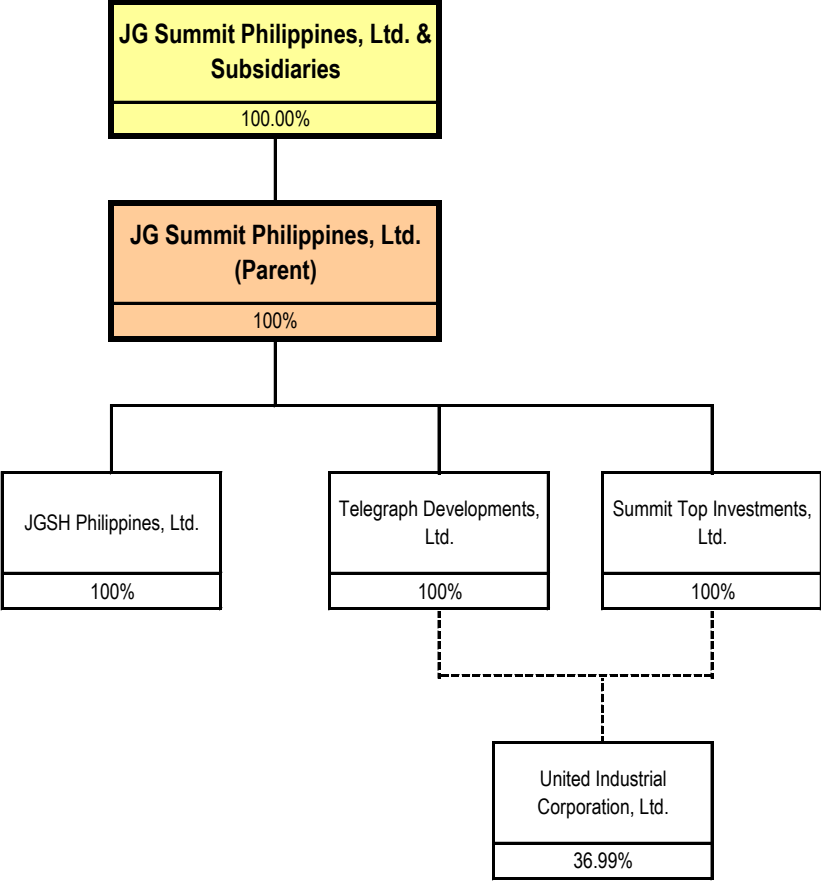 JG Summit Philippines, Ltd. &
Subsidiaries
100.00%
JG Summit Philippines, Ltd.
(Parent)
100%
JGSH Philippines, Ltd.
100%
Telegraph Developments,
Ltd.
100%
Summit Top Investments,
Ltd.
100%
United Industrial
Corporation, Ltd.
36.99%